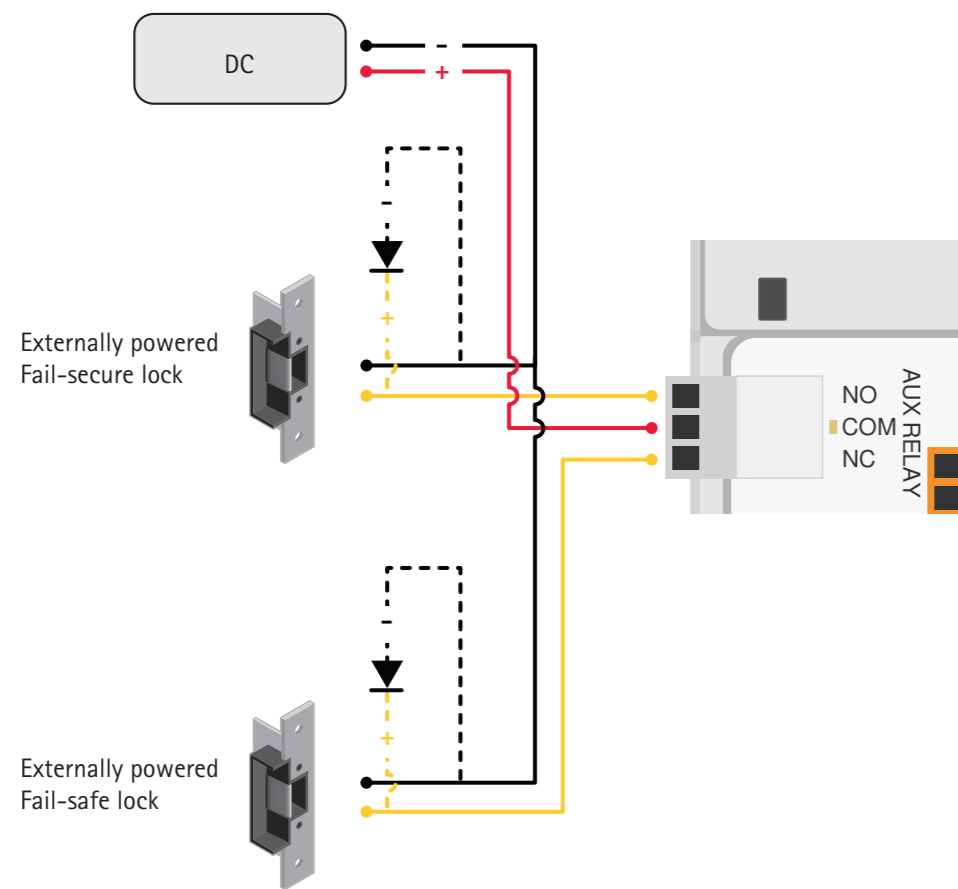 DC
-
+
-
+
Externally powered
Fail-secure lock
NO
COM
NC
AUX RELAY
-
+
Externally powered
Fail-safe lock